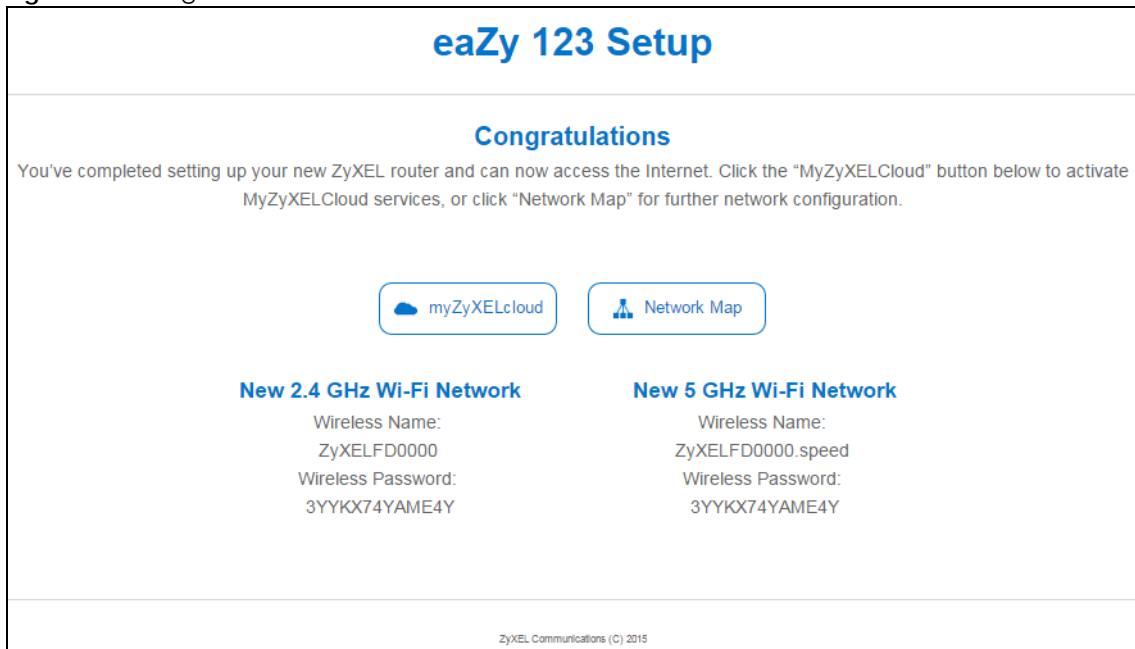 eaZy 123 Setup
Congratulations
You've completed setting up your new ZyXEL router and can now access the Internet. Click the “MyZyXELCloud” button below to activate
MyZyXELCloud services, or click “Network Map” for further network configuration.
myZyXELcloud
Network Map
New 2.4 GHz Wi-Fi Network
Wireless Name:
ZyXELFD0000
Wireless Password:
3YYKX74YAME4Y
New 5 GHz Wi-Fi Network
Wireless Name:
ZyXELFD0000.speed
Wireless Password:
3YYKX74YAME4Y
ZyXEL Communications (C) 2015